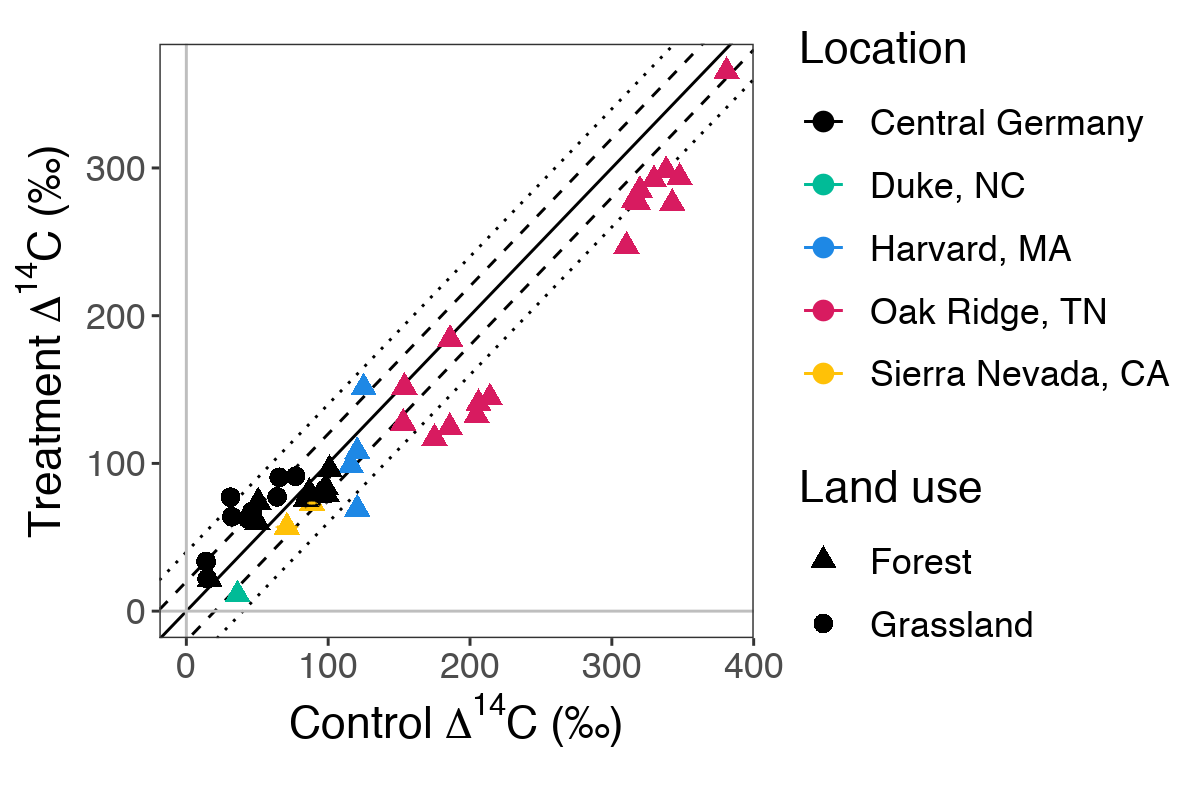 Treatment Δ¹⁴C (‰)
300
200
100
0
0 100 200 300 400
Control Δ¹⁴C (‰)
Location
Central Germany
Duke, NC
Harvard, MA
Oak Ridge, TN
Sierra Nevada, CA
Land use
Forest
Grassland